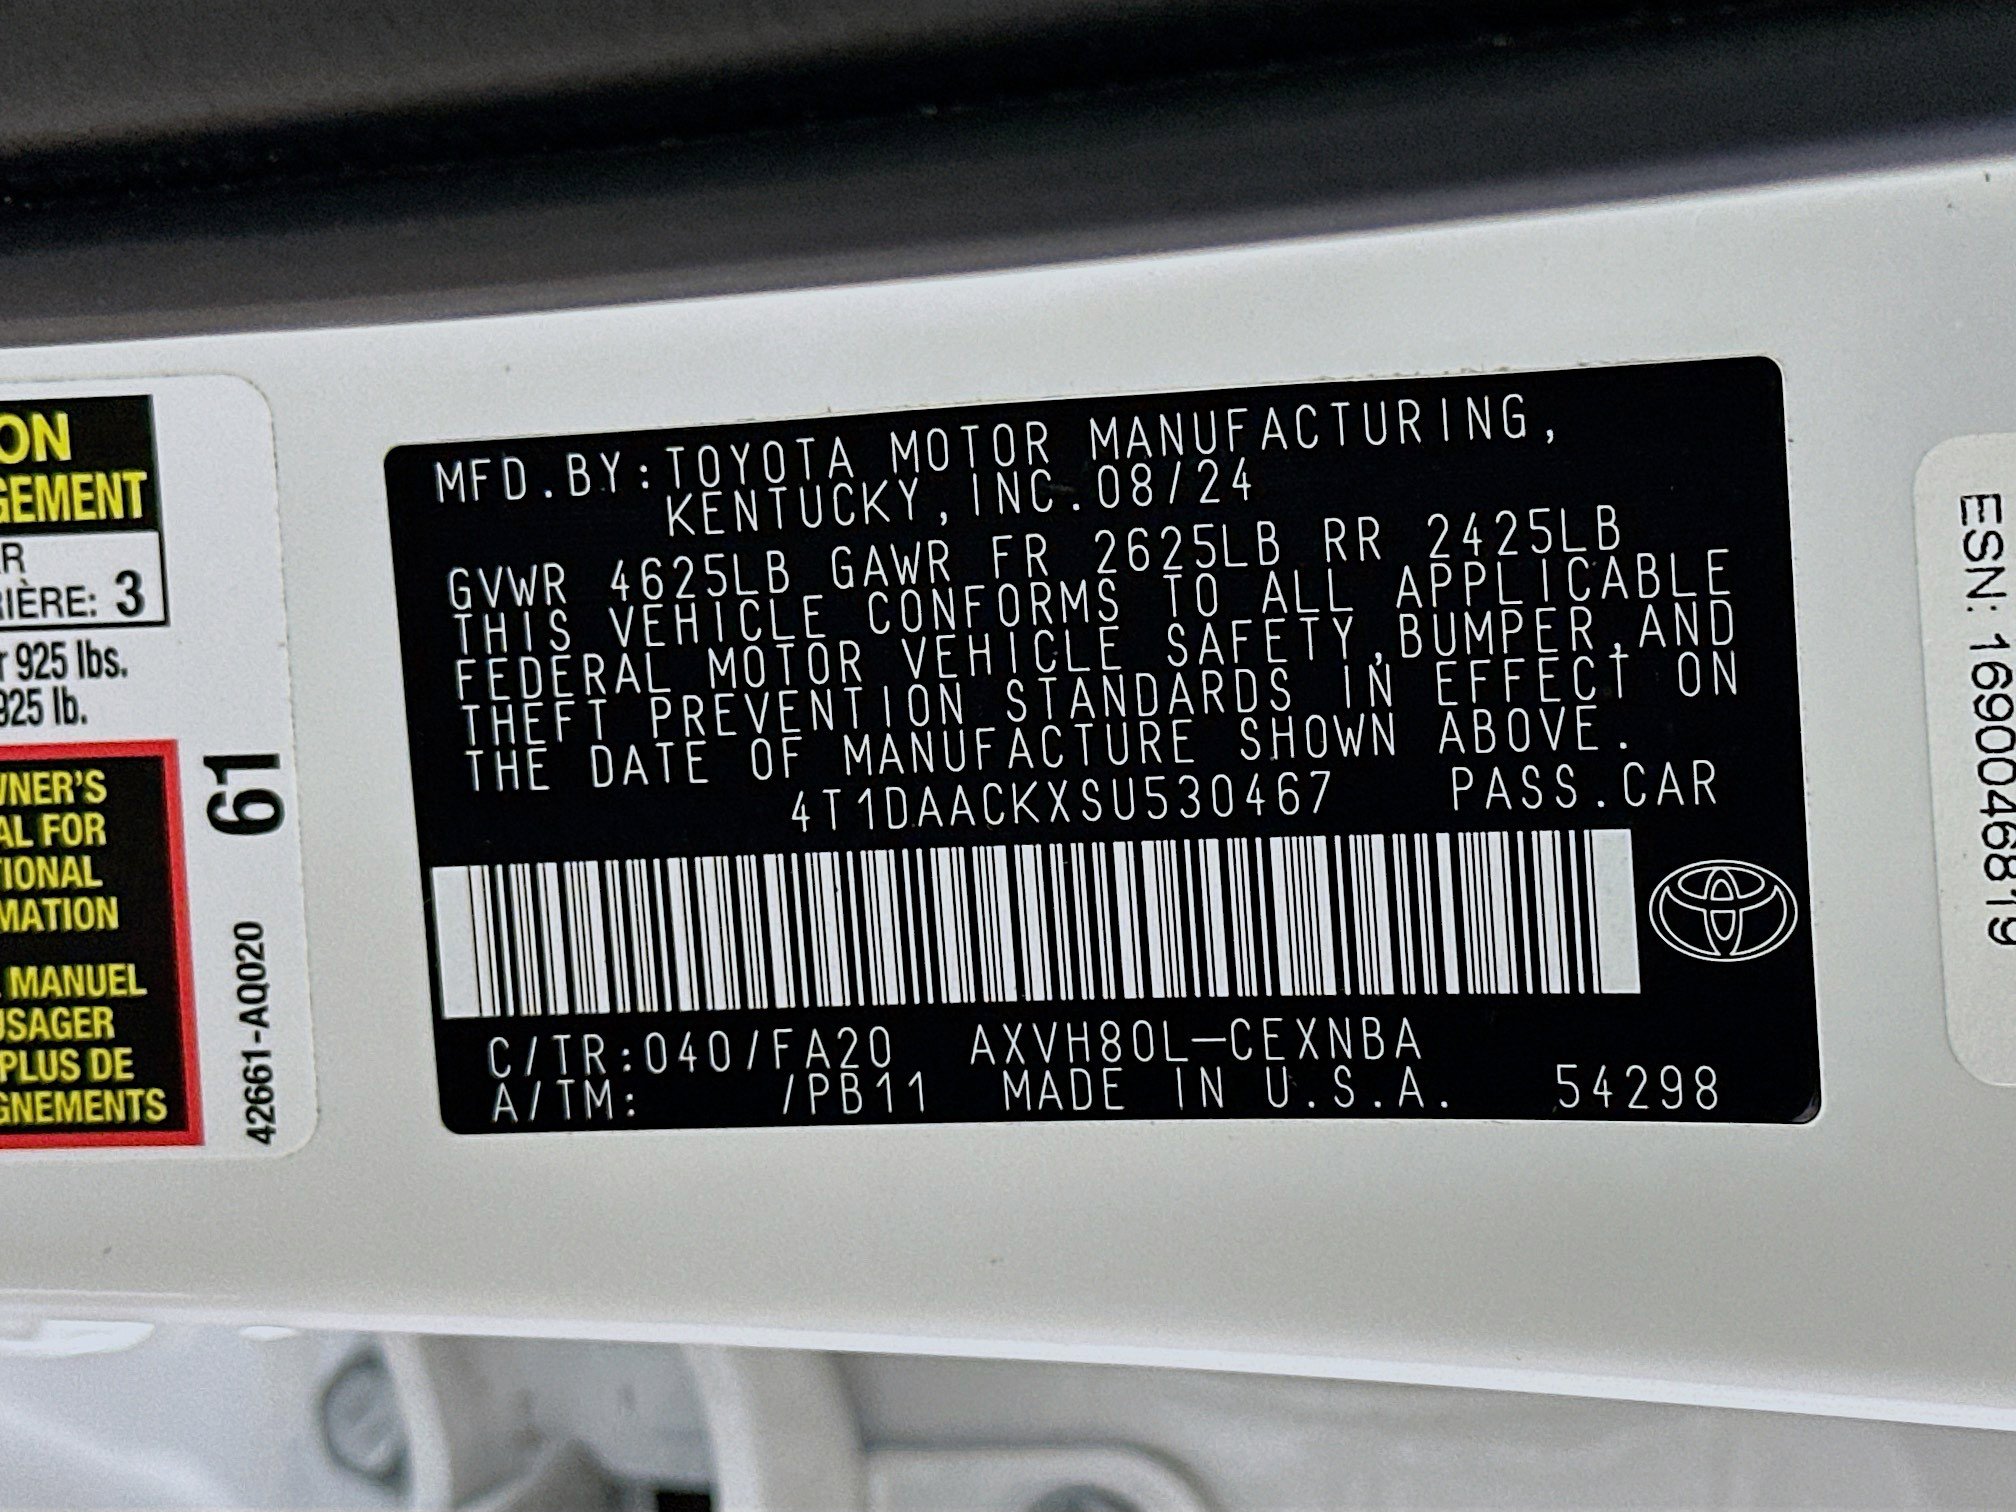 ON
GEMENT
R
IÈRE: 3
r 925 lbs.
925 lb.
NER'S
AL FOR
IONAL
MATION
MANUEL
USAGER
PLUS DE
GNEMENTS
61
42661-AQ020
MFD.BY:TOYOTA MOTOR MANUFACTURING,
KENTUCKY,INC.08/24
GVWR 4625LB GAWR FR 2625LB RR 2425LB
THIS VEHICLE CONFORMS TO ALL APPLICABLE
FEDERAL MOTOR VEHICLE SAFETY,BUMPER,AND
THEFT PREVENTION STANDARDS IN EFFECT ON
THE DATE OF MANUFACTURE SHOWN ABOVE.
4T1DAACKXSU530467 PASS.CAR
C/TR:040/FA20 AXVH80L-CEXNBA
A/TM: /PB11 MADE IN U.S.A. 54298
ESN: 1690046819